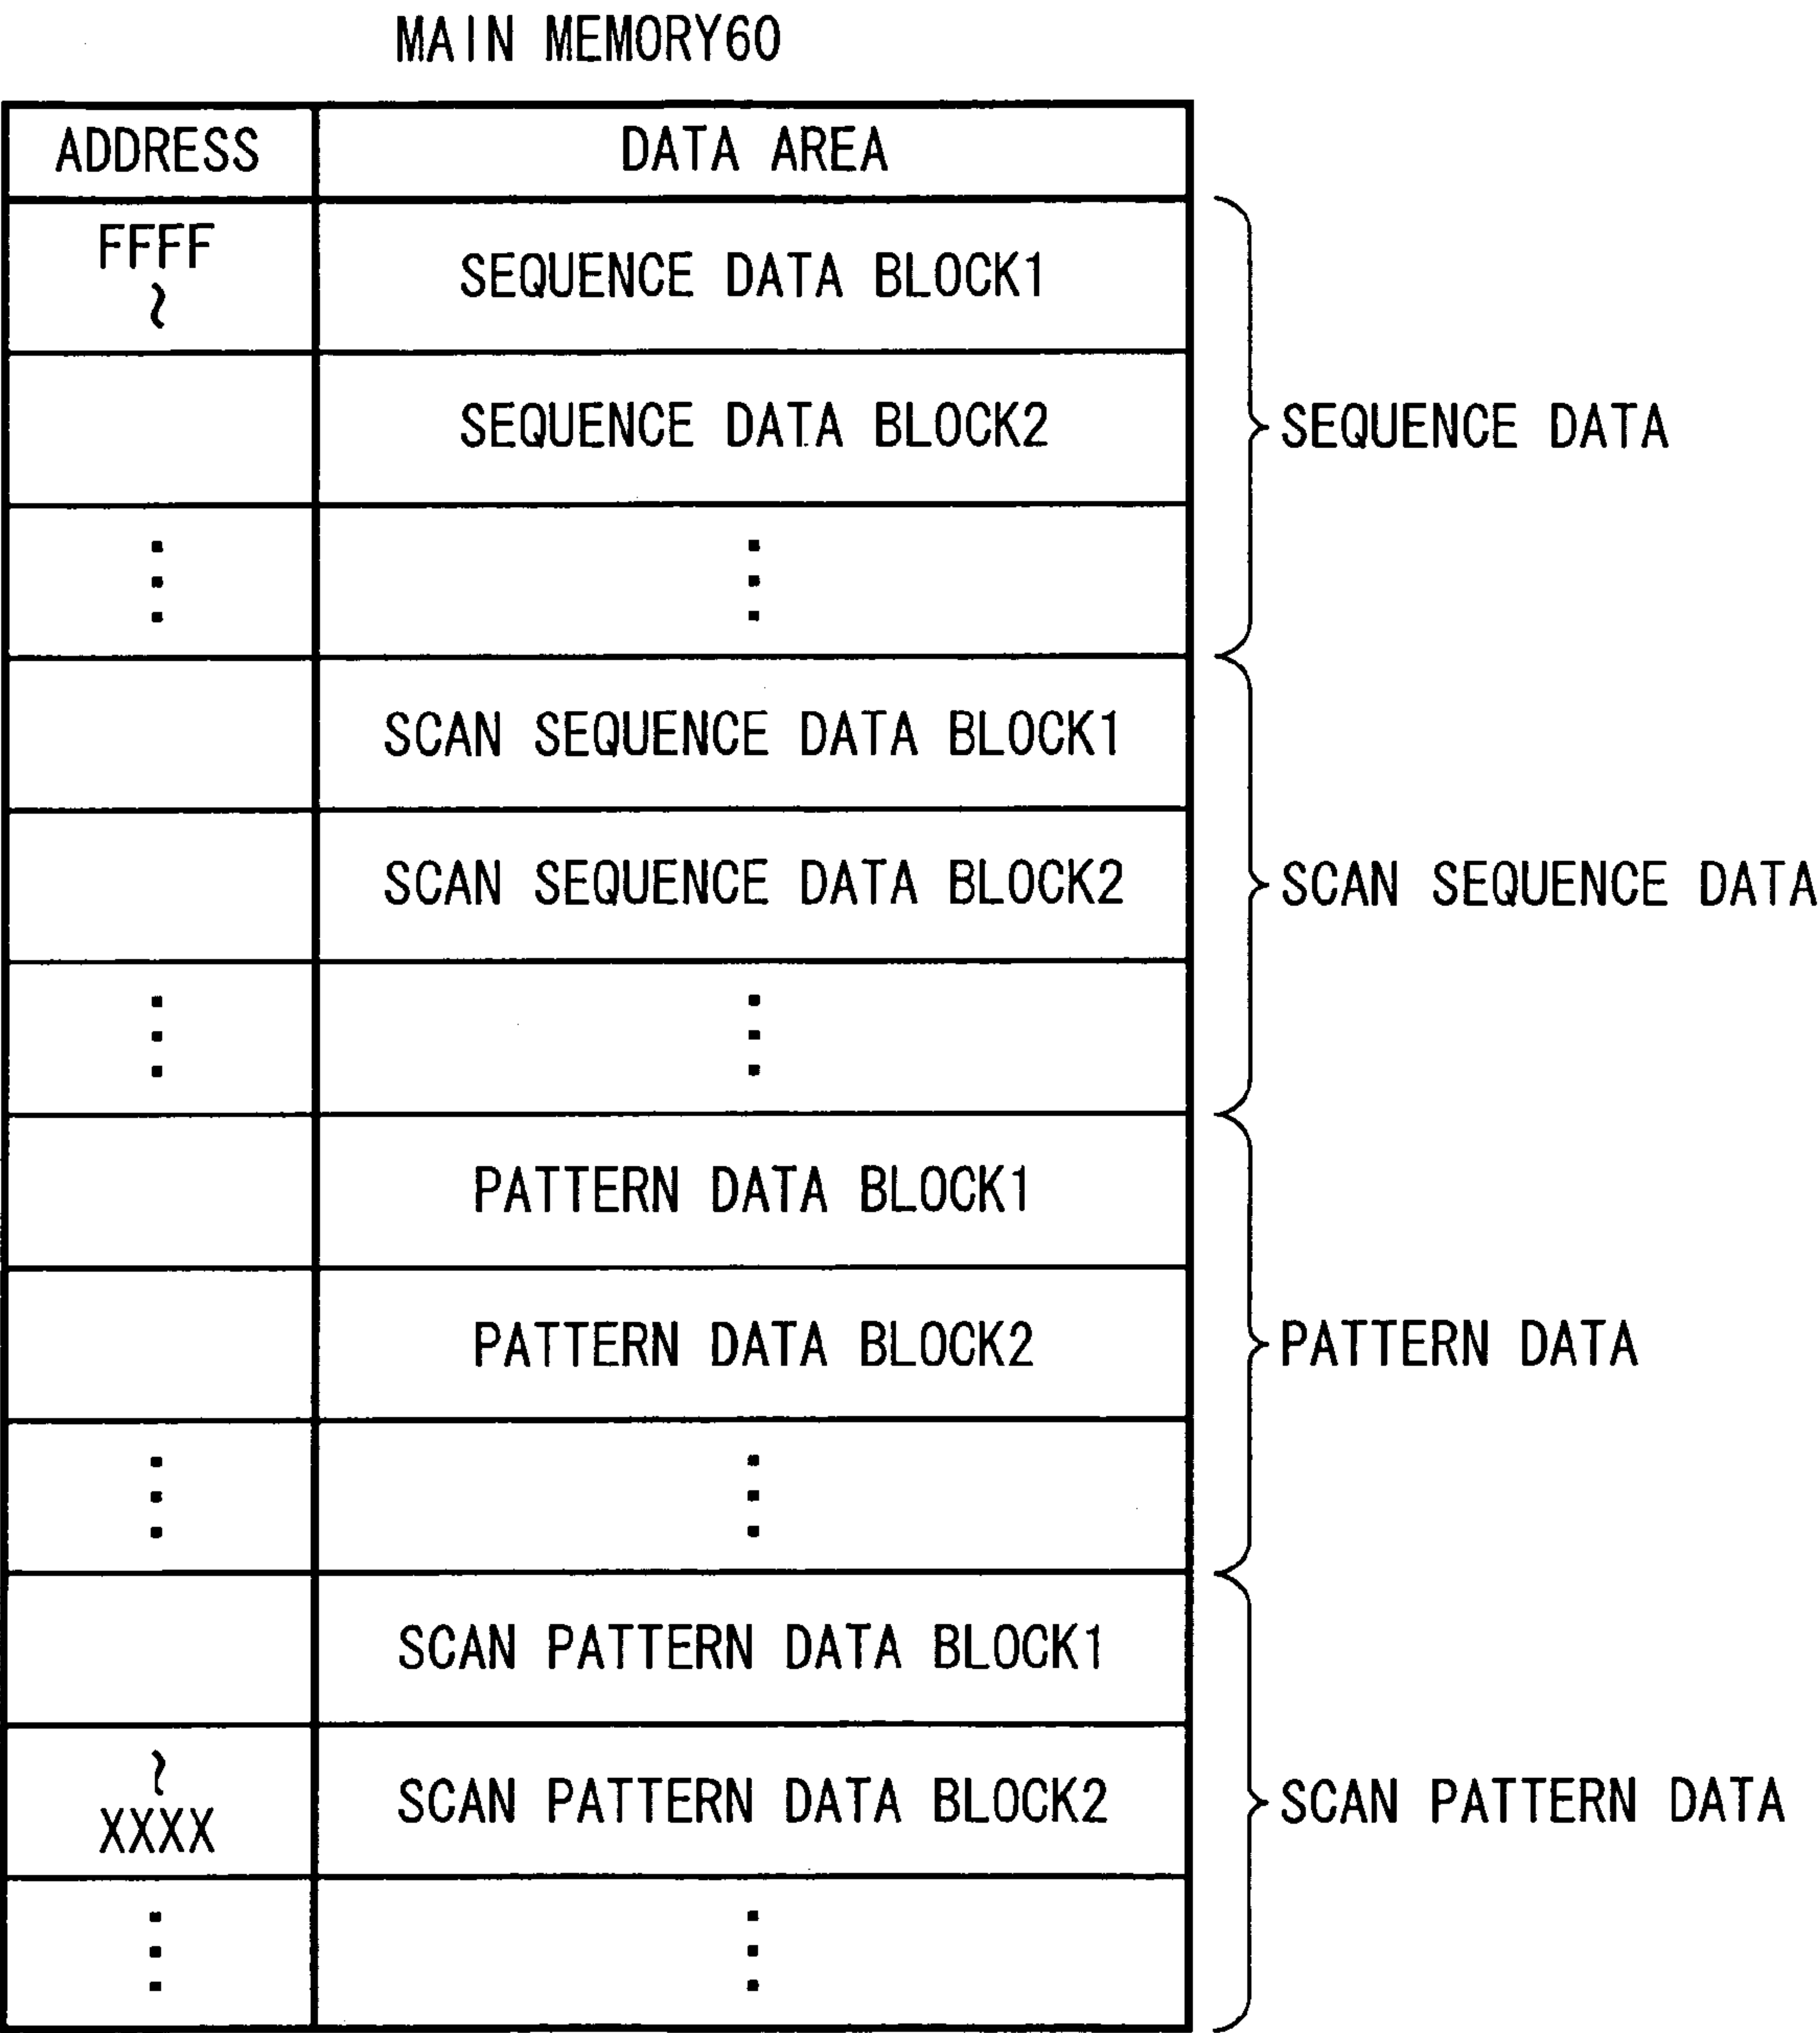 MAIN MEMORY60
ADDRESS DATA AREA
FFFF
~
SEQUENCE DATA BLOCK1
SEQUENCE DATA BLOCK2
SEQUENCE DATA
SCAN SEQUENCE DATA BLOCK1
SCAN SEQUENCE DATA BLOCK2
SCAN SEQUENCE DATA
PATTERN DATA BLOCK1
PATTERN DATA BLOCK2
PATTERN DATA
SCAN PATTERN DATA BLOCK1
~
XXXX
SCAN PATTERN DATA BLOCK2
SCAN PATTERN DATA